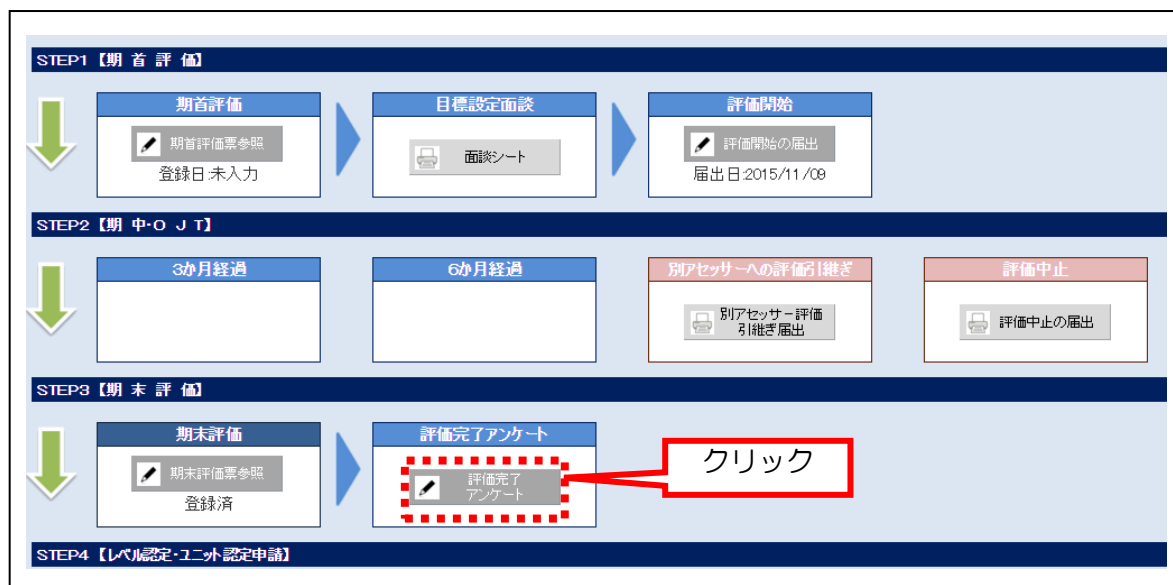 STEP1 【期 首 評 価】
期首評価
目標設定面談
評価開始
期首評価票参照
面談シート
評価開始の届出
登録日:未入力
届出日:2015/11/09
STEP2 【期 中・O J T】
3か月経過
6か月経過
別アセッサーへの評価引継ぎ
評価中止
別アセッサー評価
引継ぎ届出
評価中止の届出
STEP3 【期 末 評 価】
期末評価
評価完了アンケート
クリック
期末評価票参照
評価完了
アンケート
登録済
STEP4 【レベル認定・ユニット認定申請】